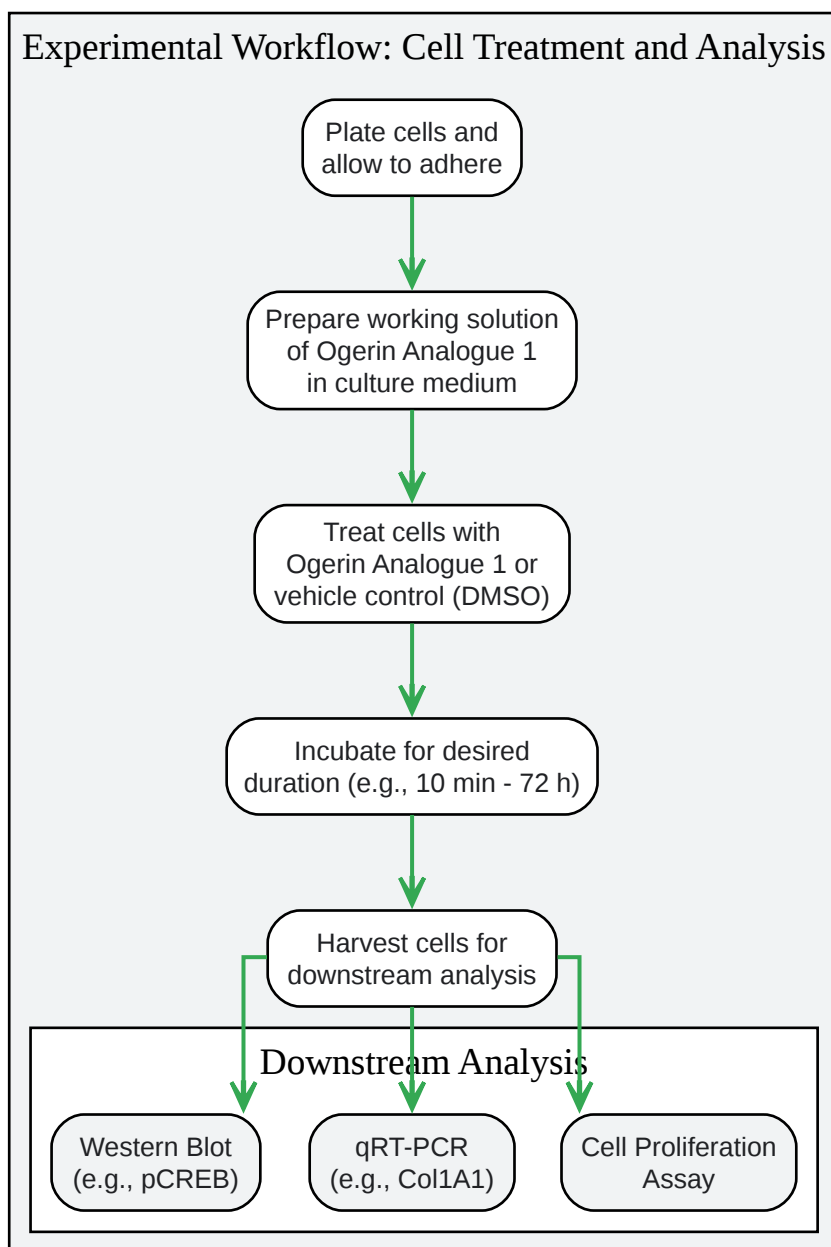 Experimental Workflow: Cell Treatment and Analysis
Plate cells and
allow to adhere
Prepare working solution
of Ogerin Analogue 1
in culture medium
Treat cells with
Ogerin Analogue 1 or
vehicle control (DMSO)
Incubate for desired
duration (e.g., 10 min - 72 h)
Harvest cells for
downstream analysis
Downstream Analysis
Western Blot
(e.g., pCREB)
qRT-PCR
(e.g., Col1A1)
Cell Proliferation
Assay